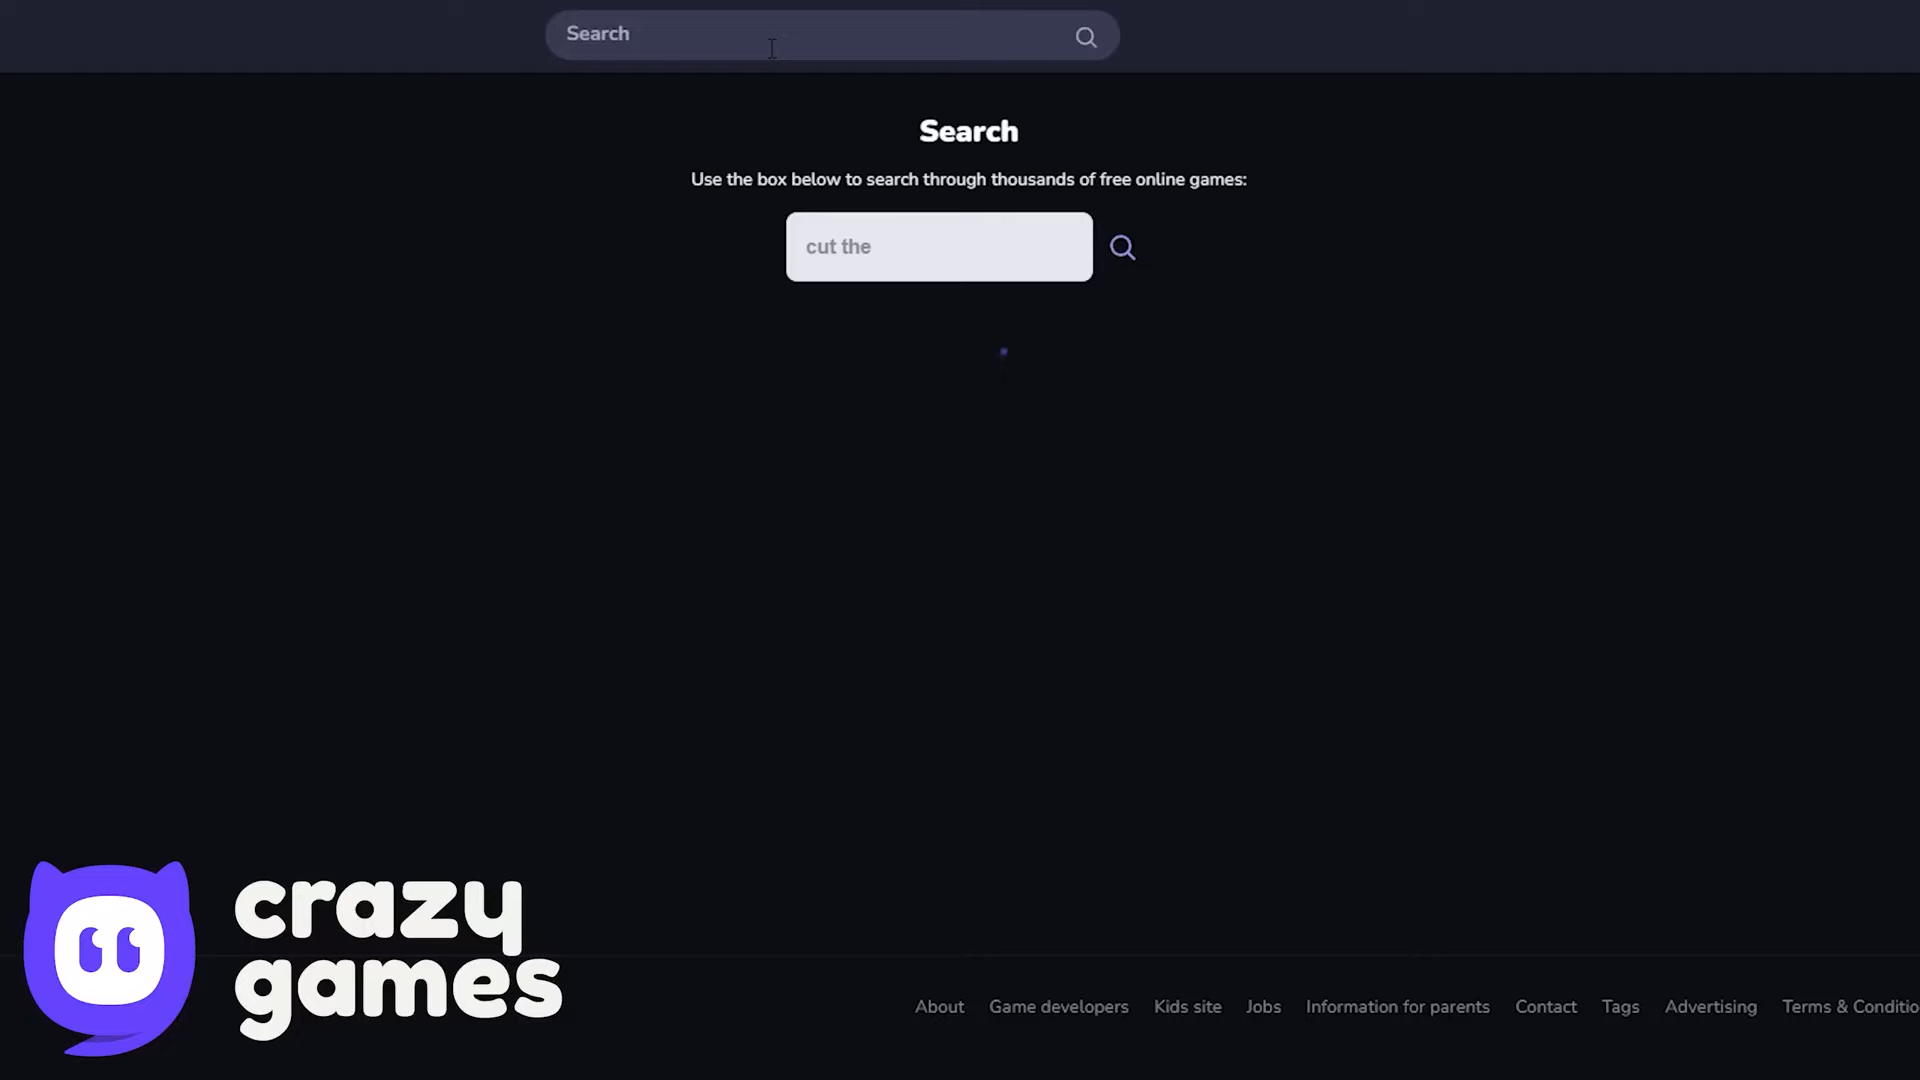 Search
Search
Use the box below to search through thousands of free online games:
cut the
crazy
games
About Game developers Kids site Jobs Information for parents Contact Tags Advertising Terms & Conditio